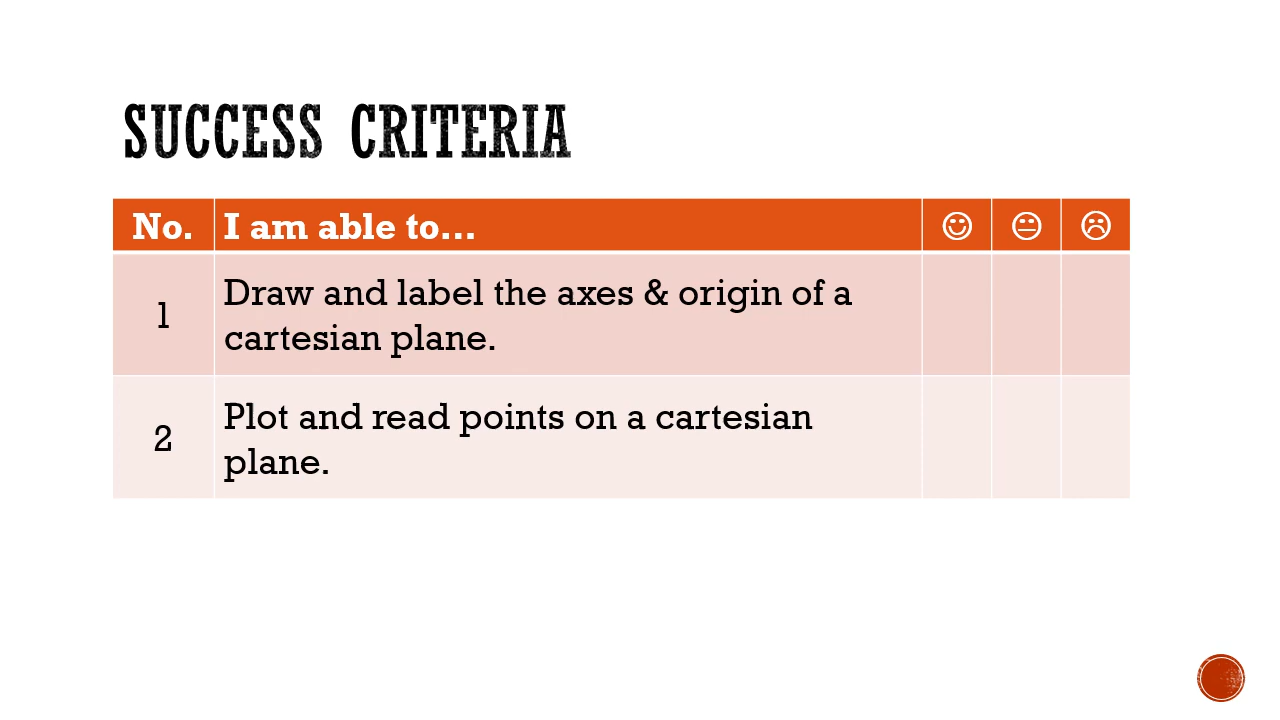 SUCCESS CRITERIA
No. I am able to... ☺ 😐 ☹
1 Draw and label the axes & origin of a
cartesian plane.
2 Plot and read points on a cartesian
plane.